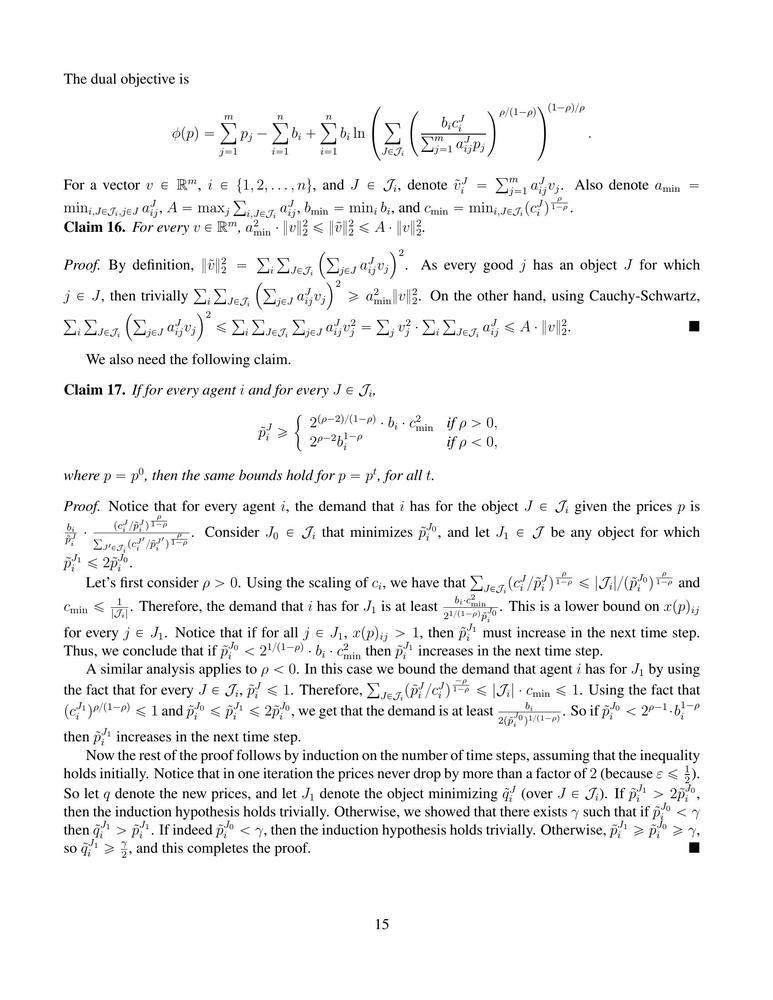 The dual objective is
$$\phi(p) = \sum_{j=1}^{m} p_j - \sum_{i=1}^{n} b_i + \sum_{i=1}^{n} b_i \ln \left( \sum_{J \in \mathcal{J}_i} \left( \frac{b_i c_i^J}{\sum_{j=1}^{m} a_{ij}^J p_j} \right)^{\rho/(1-\rho)} \right)^{(1-\rho)/\rho} .$$
For a vector $v \in \mathbb{R}^m$, $i \in \{1, 2, \ldots, n\}$, and $J \in \mathcal{J}_i$, denote $\tilde{v}_i^J = \sum_{j=1}^{m} a_{ij}^J v_j$. Also denote $a_{\min} =$
$\min_{i, J \in \mathcal{J}_i, j \in J} a_{ij}^J$, $A = \max_j \sum_{i, J \in \mathcal{J}_i} a_{ij}^J$, $b_{\min} = \min_i b_i$, and $c_{\min} = \min_{i, J \in \mathcal{J}_i} (c_i^J)^{\frac{\rho}{1-\rho}}$.
**Claim 16.** *For every $v \in \mathbb{R}^m$, $a_{\min}^2 \cdot \|v\|_2^2 \leqslant \|\tilde{v}\|_2^2 \leqslant A \cdot \|v\|_2^2$.*
*Proof.* By definition, $\|\tilde{v}\|_2^2 = \sum_i \sum_{J \in \mathcal{J}_i} \left( \sum_{j \in J} a_{ij}^J v_j \right)^2$. As every good $j$ has an object $J$ for which
$j \in J$, then trivially $\sum_i \sum_{J \in \mathcal{J}_i} \left( \sum_{j \in J} a_{ij}^J v_j \right)^2 \geqslant a_{\min}^2 \|v\|_2^2$. On the other hand, using Cauchy-Schwartz,
$\sum_i \sum_{J \in \mathcal{J}_i} \left( \sum_{j \in J} a_{ij}^J v_j \right)^2 \leqslant \sum_i \sum_{J \in \mathcal{J}_i} \sum_{j \in J} a_{ij}^J v_j^2 = \sum_j v_j^2 \cdot \sum_i \sum_{J \in \mathcal{J}_i} a_{ij}^J \leqslant A \cdot \|v\|_2^2$. ■
We also need the following claim.
**Claim 17.** *If for every agent $i$ and for every $J \in \mathcal{J}_i$,*
$$\tilde{p}_i^J \geqslant \begin{cases} 2^{(\rho-2)/(1-\rho)} \cdot b_i \cdot c_{\min}^2 & \text{if } \rho > 0, \\ 2^{\rho-2} b_i^{1-\rho} & \text{if } \rho < 0, \end{cases}$$
*where $p = p^0$, then the same bounds hold for $p = p^t$, for all $t$.*
*Proof.* Notice that for every agent $i$, the demand that $i$ has for the object $J \in \mathcal{J}_i$ given the prices $p$ is
$\frac{b_i}{\tilde{p}_i^J} \cdot \frac{(c_i^J / \tilde{p}_i^J)^{\frac{\rho}{1-\rho}}}{\sum_{J' \in \mathcal{J}_i} (c_i^{J'} / \tilde{p}_i^{J'})^{\frac{\rho}{1-\rho}}}$. Consider $J_0 \in \mathcal{J}_i$ that minimizes $\tilde{p}_i^{J_0}$, and let $J_1 \in \mathcal{J}$ be any object for which
$\tilde{p}_i^{J_1} \leqslant 2\tilde{p}_i^{J_0}$.
Let's first consider $\rho > 0$. Using the scaling of $c_i$, we have that $\sum_{J \in \mathcal{J}_i} (c_i^J / \tilde{p}_i^J)^{\frac{\rho}{1-\rho}} \leqslant |\mathcal{J}_i| / (\tilde{p}_i^{J_0})^{\frac{\rho}{1-\rho}}$ and
$c_{\min} \leqslant \frac{1}{|\mathcal{J}_i|}$. Therefore, the demand that $i$ has for $J_1$ is at least $\frac{b_i \cdot c_{\min}^2}{2^{1/(1-\rho)} \tilde{p}_i^{J_0}}$. This is a lower bound on $x(p)_{ij}$
for every $j \in J_1$. Notice that if for all $j \in J_1$, $x(p)_{ij} > 1$, then $\tilde{p}_i^{J_1}$ must increase in the next time step.
Thus, we conclude that if $\tilde{p}_i^{J_0} < 2^{1/(1-\rho)} \cdot b_i \cdot c_{\min}^2$ then $\tilde{p}_i^{J_1}$ increases in the next time step.
A similar analysis applies to $\rho < 0$. In this case we bound the demand that agent $i$ has for $J_1$ by using
the fact that for every $J \in \mathcal{J}_i$, $\tilde{p}_i^J \leqslant 1$. Therefore, $\sum_{J \in \mathcal{J}_i} (\tilde{p}_i^J / c_i^J)^{\frac{-\rho}{1-\rho}} \leqslant |\mathcal{J}_i| \cdot c_{\min} \leqslant 1$. Using the fact that
$(c_i^{J_1})^{\rho/(1-\rho)} \leqslant 1$ and $\tilde{p}_i^{J_0} \leqslant \tilde{p}_i^{J_1} \leqslant 2\tilde{p}_i^{J_0}$, we get that the demand is at least $\frac{b_i}{2(\tilde{p}_i^{J_0})^{1/(1-\rho)}}$. So if $\tilde{p}_i^{J_0} < 2^{\rho-1} \cdot b_i^{1-\rho}$
then $\tilde{p}_i^{J_1}$ increases in the next time step.
Now the rest of the proof follows by induction on the number of time steps, assuming that the inequality
holds initially. Notice that in one iteration the prices never drop by more than a factor of 2 (because $\varepsilon \leqslant \frac{1}{2}$).
So let $q$ denote the new prices, and let $J_1$ denote the object minimizing $\tilde{q}_i^J$ (over $J \in \mathcal{J}_i$). If $\tilde{p}_i^{J_1} > 2\tilde{p}_i^{J_0}$,
then the induction hypothesis holds trivially. Otherwise, we showed that there exists $\gamma$ such that if $\tilde{p}_i^{J_0} < \gamma$
then $\tilde{q}_i^{J_1} > \tilde{p}_i^{J_1}$. If indeed $\tilde{p}_i^{J_0} < \gamma$, then the induction hypothesis holds trivially. Otherwise, $\tilde{p}_i^{J_1} \geqslant \tilde{p}_i^{J_0} \geqslant \gamma$,
so $\tilde{q}_i^{J_1} \geqslant \frac{\gamma}{2}$, and this completes the proof. ■
15